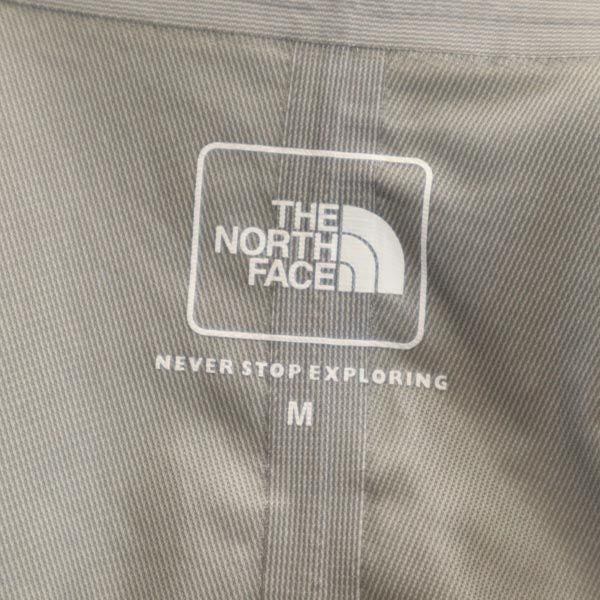 THE
NORTH
FACE
NEVER STOP EXPLORING
M